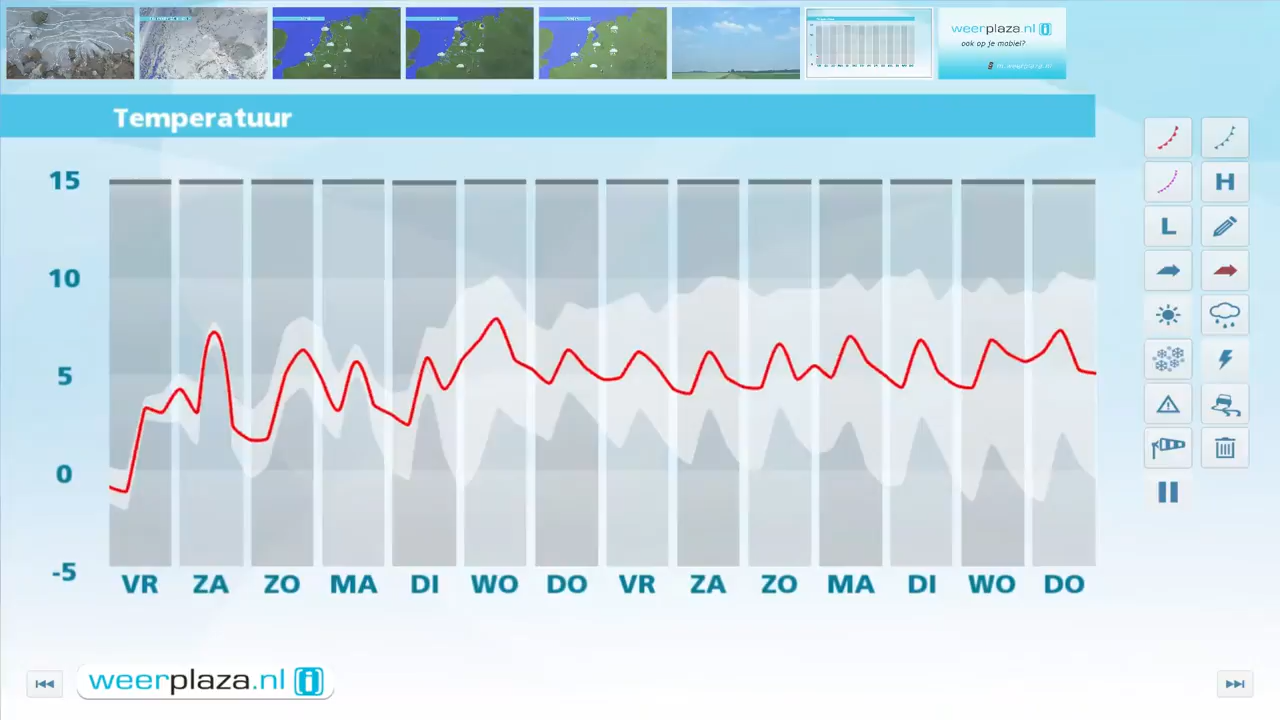 weerplaza.nl
ook op je mobiel?
Temperatuur
15
10
5
0
-5
VR ZA ZO MA DI WO DO VR ZA ZO MA DI WO DO
H
L
weerplaza.nl